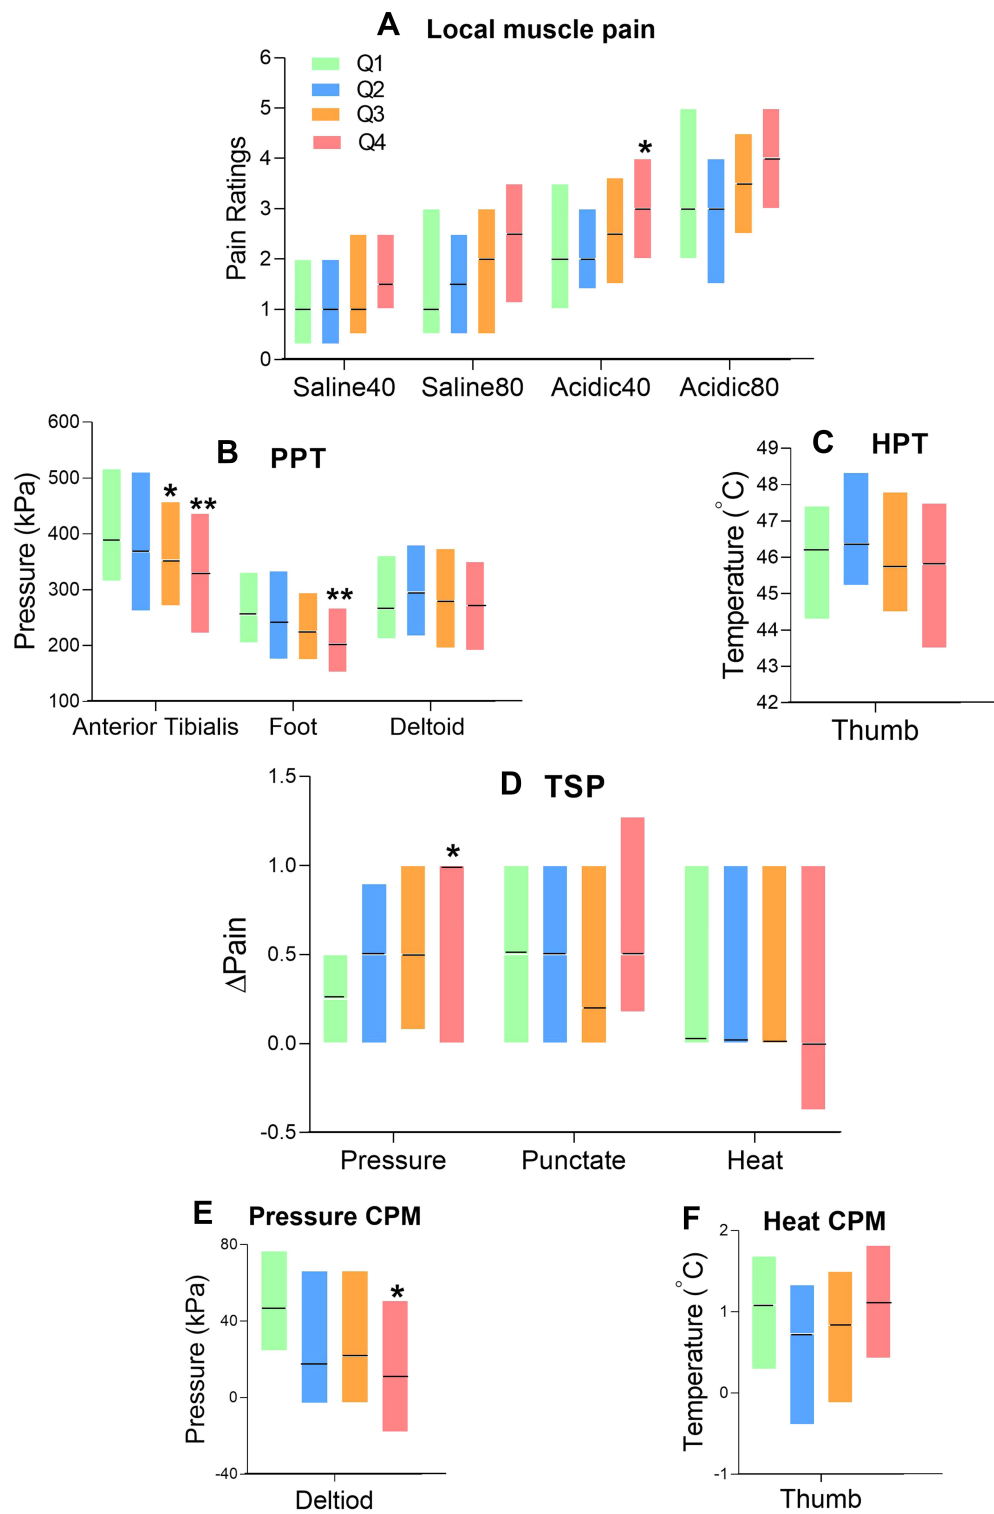 A Local muscle pain
Q1
Q2
Q3
Q4
Pain Ratings
6
5
4
3
2
1
0
*
Saline40 Saline80 Acidic40 Acidic80
B PPT
Pressure (kPa)
600
500
400
300
200
100
* ** **
Anterior Tibialis Foot Deltoid
C HPT
Temperature (°C)
49
48
47
46
45
44
43
42
Thumb
D TSP
ΔPain
1.5
1.0
0.5
0.0
-0.5
*
Pressure Punctate Heat
E Pressure CPM
Pressure (kPa)
80
40
0
-40
*
Deltiod
F Heat CPM
Temperature (°C)
2
1
0
-1
Thumb